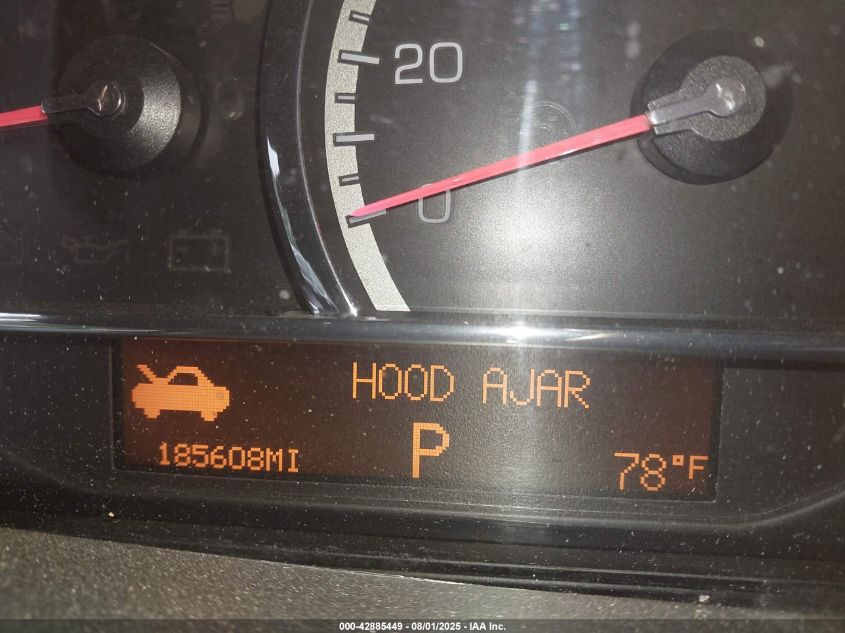 20
0
HOOD AJAR
P
185608MI
78°F
000-42885449 - 08/01/2025 - IAA Inc.